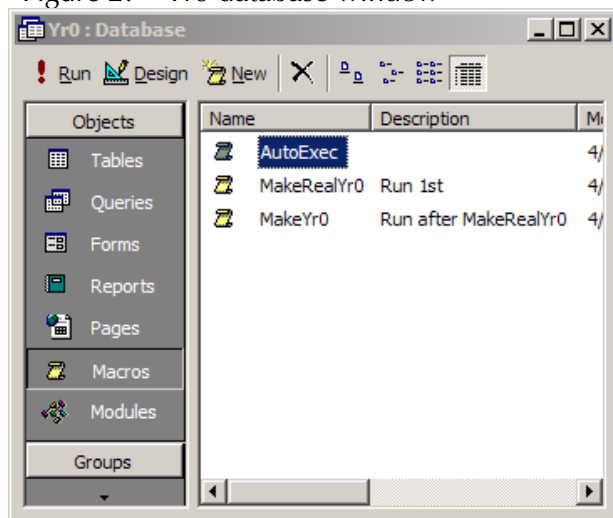 Yr0 : Database
Run Design New
Objects
Tables
Queries
Forms
Reports
Pages
Macros
Modules
Groups
Name Description
AutoExec 4/
MakeRealYr0 Run 1st 4/
MakeYr0 Run after MakeRealYr0 4/